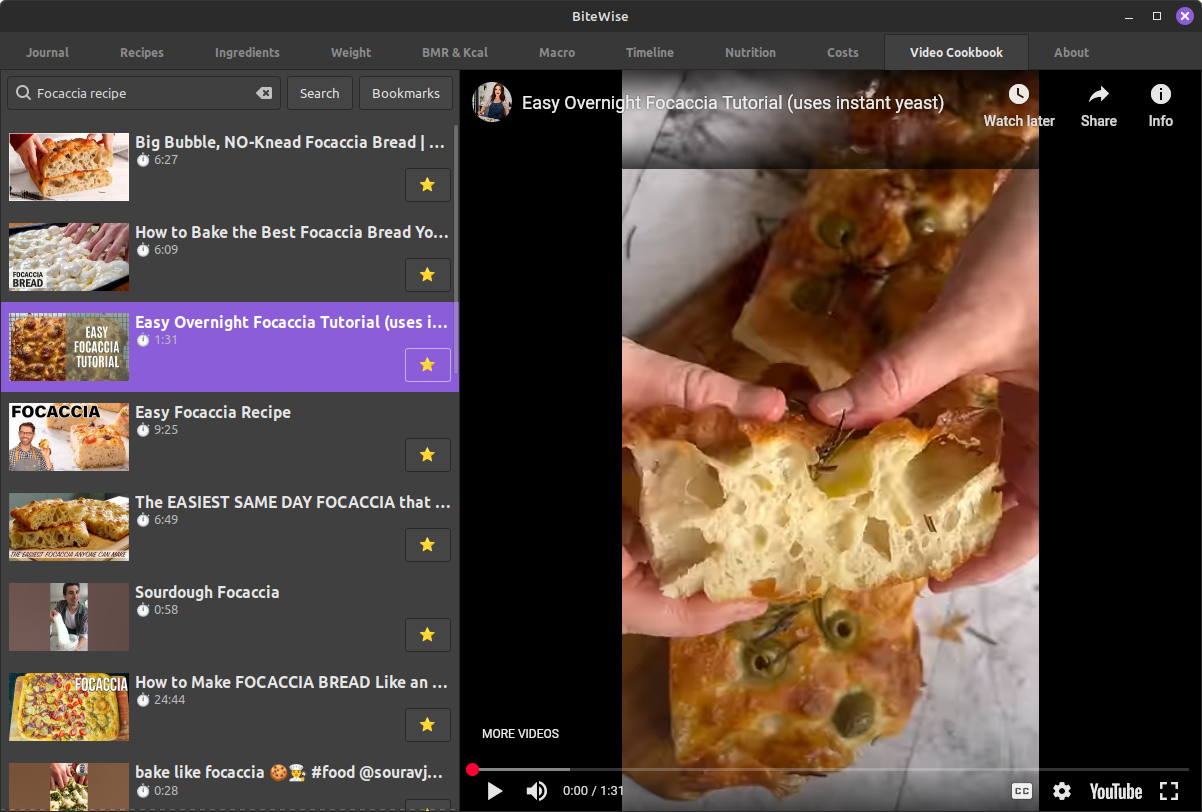 BiteWise
Journal Recipes Ingredients Weight BMR & Kcal Macro Timeline Nutrition Costs Video Cookbook About
Focaccia recipe
Search
Bookmarks
Big Bubble, NO-Knead Focaccia Bread | ...
6:27
How to Bake the Best Focaccia Bread Yo...
6:09
FOCACCIA
BREAD
Easy Overnight Focaccia Tutorial (uses i...
1:31
EASY
FOCACCIA
TUTORIAL
Easy Focaccia Recipe
9:25
FOCACCIA
The EASIEST SAME DAY FOCACCIA that ...
6:49
THE EASIEST FOCACCIA ANYONE CAN MAKE
Sourdough Focaccia
0:58
How to Make FOCACCIA BREAD Like an ...
24:44
FOCACCIA
bake like focaccia 🍪👨‍🍳 #food @souravj...
0:28
Easy Overnight Focaccia Tutorial (uses instant yeast)
Watch later
Share
Info
MORE VIDEOS
0:00 / 1:31
CC
YouTube